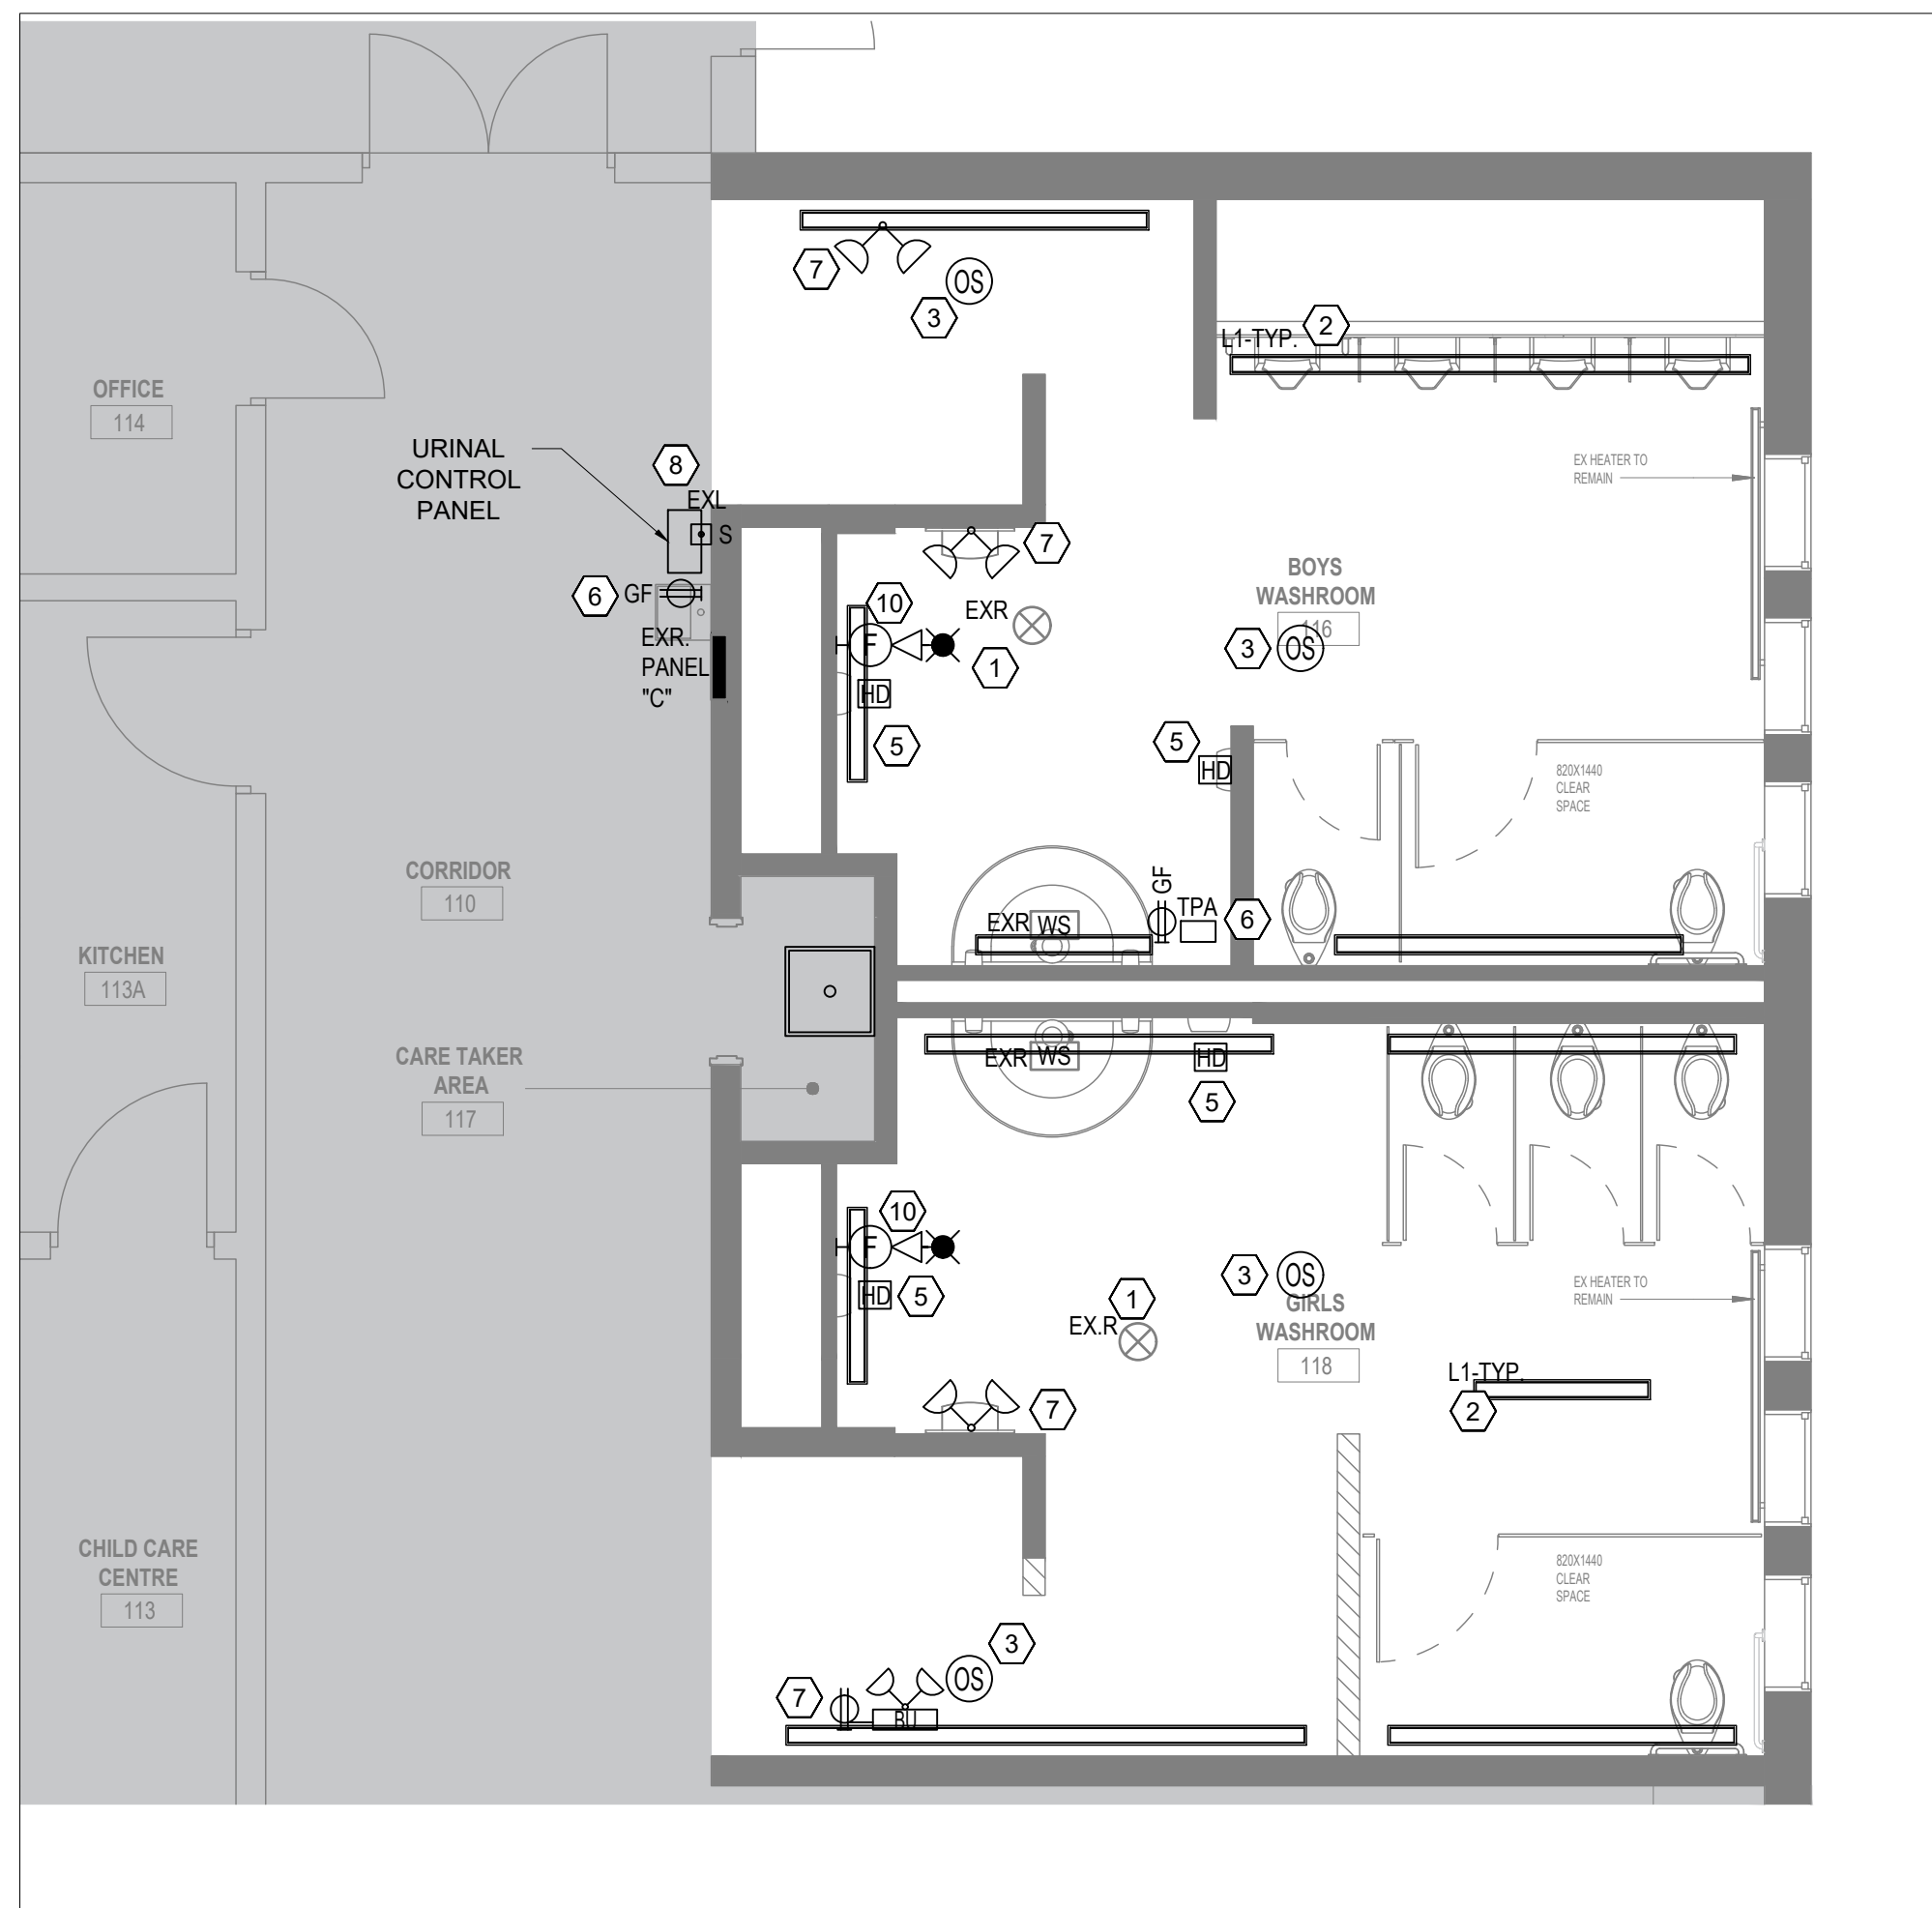 7
OS
3
2
L1-TYP.
OFFICE
114
EX HEATER TO
REMAIN
URINAL
CONTROL
PANEL
8
EXL
S
7
6
GF
10
EXR
BOYS
WASHROOM
116
F
1
3
OS
EXR.
PANEL
"C"
HD
5
5
HD
820X1440
CLEAR
SPACE
CORRIDOR
110
GF
TPA
6
EXR
WS
KITCHEN
113A
CARE TAKER
AREA
117
EXR
WS
HD
5
10
F
HD
5
3
OS
1
EX.R
GIRLS
WASHROOM
118
EX HEATER TO
REMAIN
L1-TYP.
2
7
CHILD CARE
CENTRE
113
820X1440
CLEAR
SPACE
3
OS
7
BU